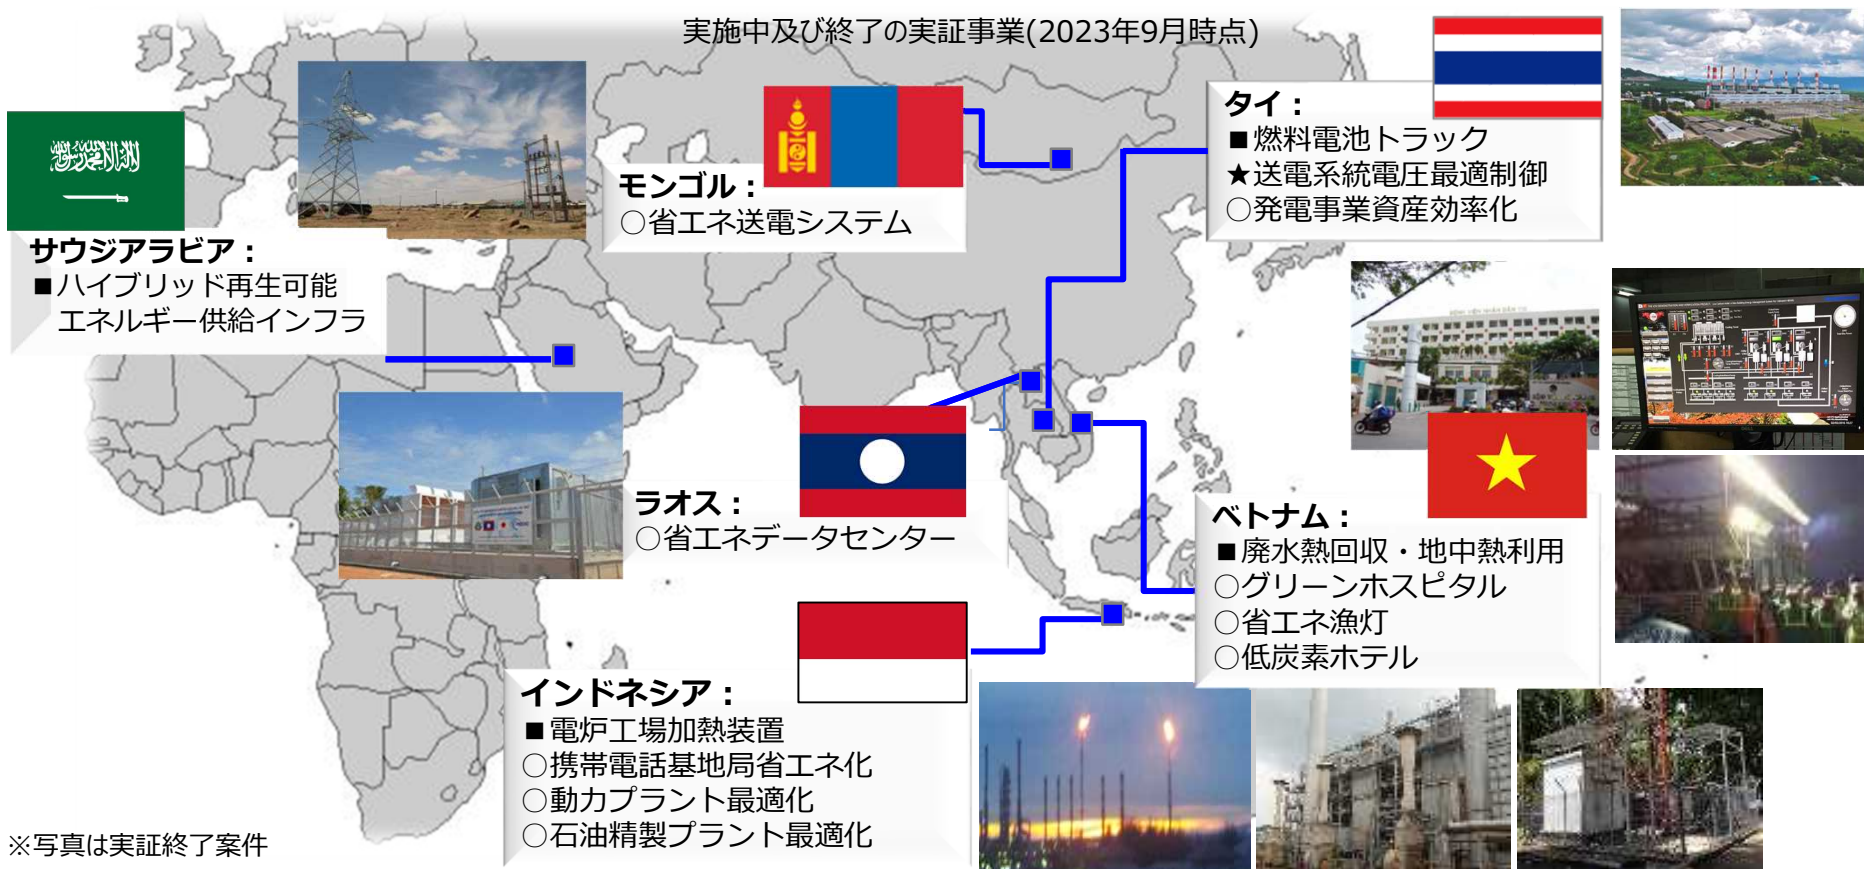 実施中及び終了の実証事業(2023年9月時点)
サウジアラビア：
■ハイブリッド再生可能
エネルギー供給インフラ
モンゴル：
○省エネ送電システム
タイ：
■燃料電池トラック
★送電系統電圧最適制御
○発電事業資産効率化
ラオス：
○省エネデータセンター
ベトナム：
■廃水熱回収・地中熱利用
○グリーンホスピタル
○省エネ漁灯
○低炭素ホテル
インドネシア：
■電炉工場加熱装置
○携帯電話基地局省エネ化
○動力プラント最適化
○石油精製プラント最適化
※写真は実証終了案件